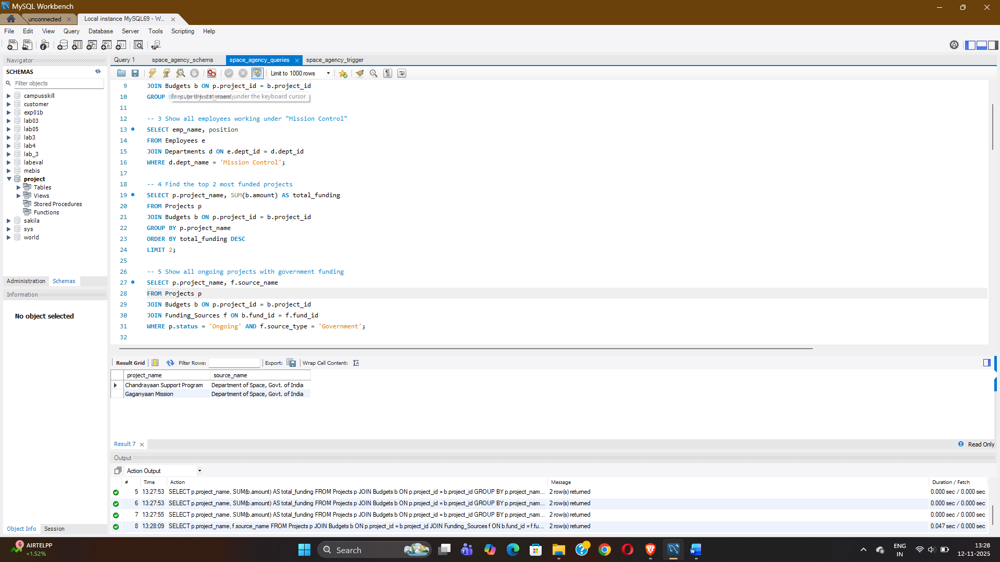 MySQL Workbench
unconnected
Local instance MySQL69 - W...
File Edit View Query Database Server Tools Scripting Help
Navigator
SCHEMAS
Filter objects
campusskill
customer
exp01b
lab03
lab05
lab3
lab4
lab_3
labeval
mebis
project
Tables
Views
Stored Procedures
Functions
sakila
sys
world
Administration Schemas
Information
No object selected
Object Info Session
Query 1 space_agency_schema space_agency_queries space_agency_trigger
Limit to 1000 rows
9 JOIN Budgets b ON p.project_id = b.project_id
10 GROUP BY p.project_name;
Execute the statement under the keyboard cursor
11
12 -- 3 Show all employees working under "Mission Control"
13 SELECT emp_name, position
14 FROM Employees e
15 JOIN Departments d ON e.dept_id = d.dept_id
16 WHERE d.dept_name = 'Mission Control';
17
18 -- 4 Find the top 2 most funded projects
19 SELECT p.project_name, SUM(b.amount) AS total_funding
20 FROM Projects p
21 JOIN Budgets b ON p.project_id = b.project_id
22 GROUP BY p.project_name
23 ORDER BY total_funding DESC
24 LIMIT 2;
25
26 -- 5 Show all ongoing projects with government funding
27 SELECT p.project_name, f.source_name
28 FROM Projects p
29 JOIN Budgets b ON p.project_id = b.project_id
30 JOIN Funding_Sources f ON b.fund_id = f.fund_id
31 WHERE p.status = 'Ongoing' AND f.source_type = 'Government';
32
Result Grid Filter Rows: Export: Wrap Cell Content:
project_name source_name
Chandrayaan Support Program Department of Space, Govt. of India
Gaganyaan Mission Department of Space, Govt. of India
Result 7 Read Only
Output
Action Output
# Time Action Message Duration / Fetch
5 13:27:53 SELECT p.project_name, SUM(b.amount) AS total_funding FROM Projects p JOIN Budgets b ON p.project_id = b.project_id GROUP BY p.project_nam... 2 row(s) returned 0.000 sec / 0.000 sec
6 13:27:53 SELECT p.project_name, SUM(b.amount) AS total_funding FROM Projects p JOIN Budgets b ON p.project_id = b.project_id GROUP BY p.project_nam... 2 row(s) returned 0.000 sec / 0.000 sec
7 13:27:55 SELECT p.project_name, SUM(b.amount) AS total_funding FROM Projects p JOIN Budgets b ON p.project_id = b.project_id GROUP BY p.project_nam... 2 row(s) returned 0.000 sec / 0.000 sec
8 13:28:09 SELECT p.project_name, f.source_name FROM Projects p JOIN Budgets b ON p.project_id = b.project_id JOIN Funding_Sources f ON b.fund_id = f.fu... 2 row(s) returned 0.047 sec / 0.000 sec
6
AIRTELPP
+1.52%
Search
ENG
IN
13:28
12-11-2025